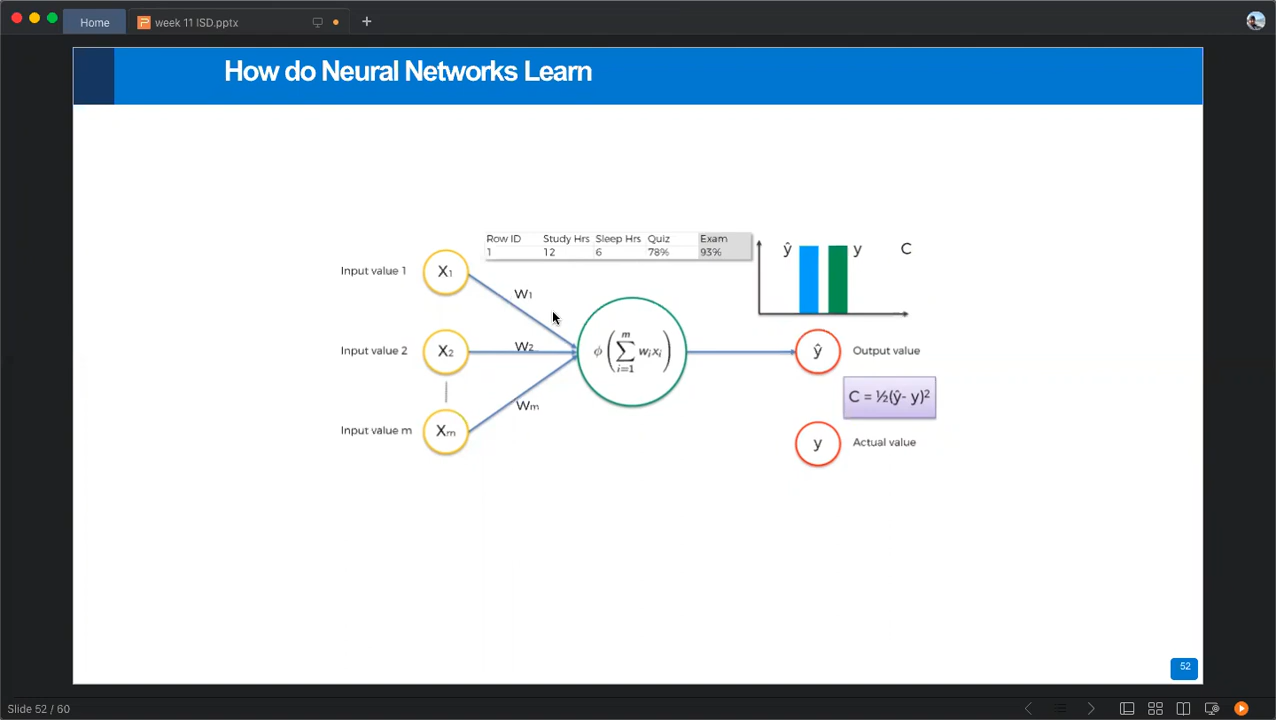 Home
week 11 ISD.pptx
How do Neural Networks Learn
Row ID Study Hrs Sleep Hrs Quiz Exam
1 12 6 78% 93%
ŷ y C
Input value 1 X₁
W₁
Input value 2 X₂
W₂
ϕ(∑ᵢ₌₁ᵐ wᵢxᵢ)
ŷ Output value
C = ½(ŷ- y)²
Wₘ
Input value m Xₘ
y Actual value
52
Slide 52 / 60